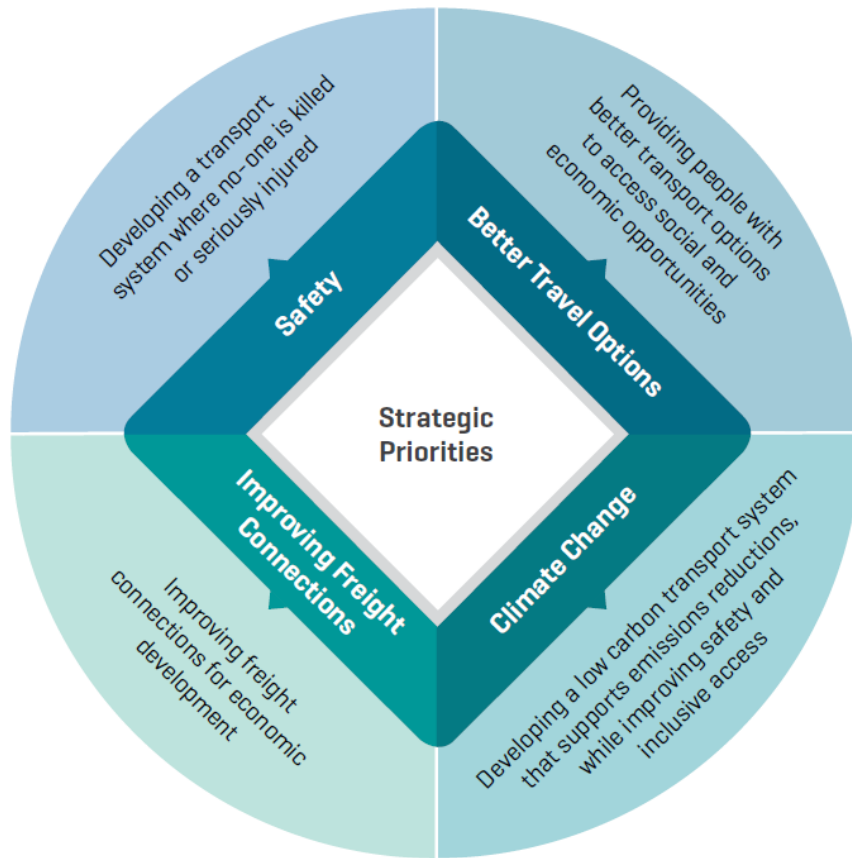 Developing a transport
system where no-one is killed
or seriously injured
Safety
Providing people with
better transport options
to access social and
economic opportunities
Better Travel Options
Strategic
Priorities
Improving Freight
Connections
Improving freight
connections for economic
development
Climate Change
Developing a low carbon transport system
that supports emissions reductions,
while improving safety and
inclusive access